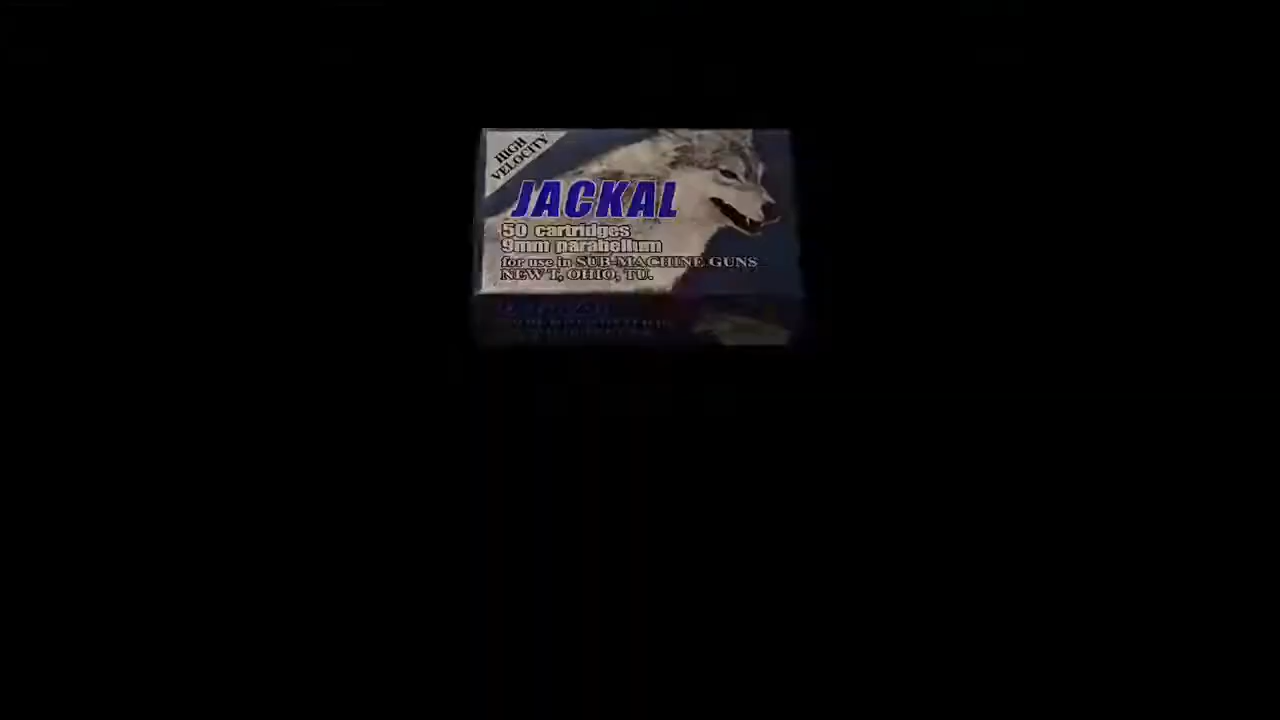 HIGH
VELOCITY
JACKAL
50 cartridges
9mm parabellum
for use in SUB-MACHINE GUNS
NEW T, OHIO, TU.